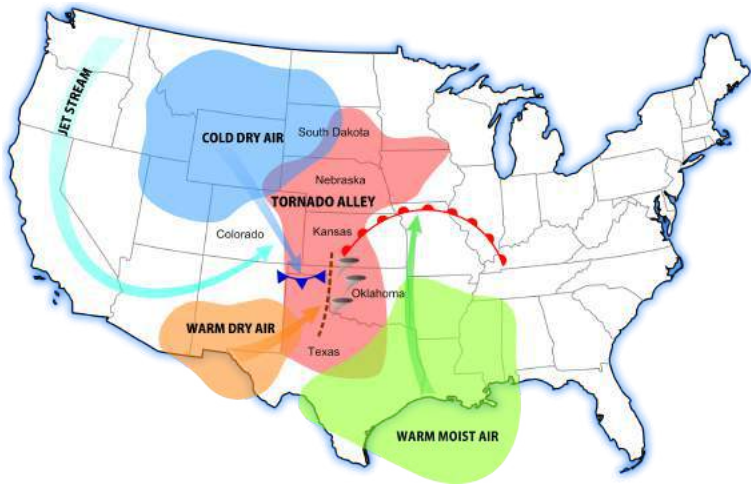 JET STREAM
COLD DRY AIR
South Dakota
Nebraska
TORNADO ALLEY
Colorado
Kansas
Oklahoma
WARM DRY AIR
Texas
WARM MOIST AIR